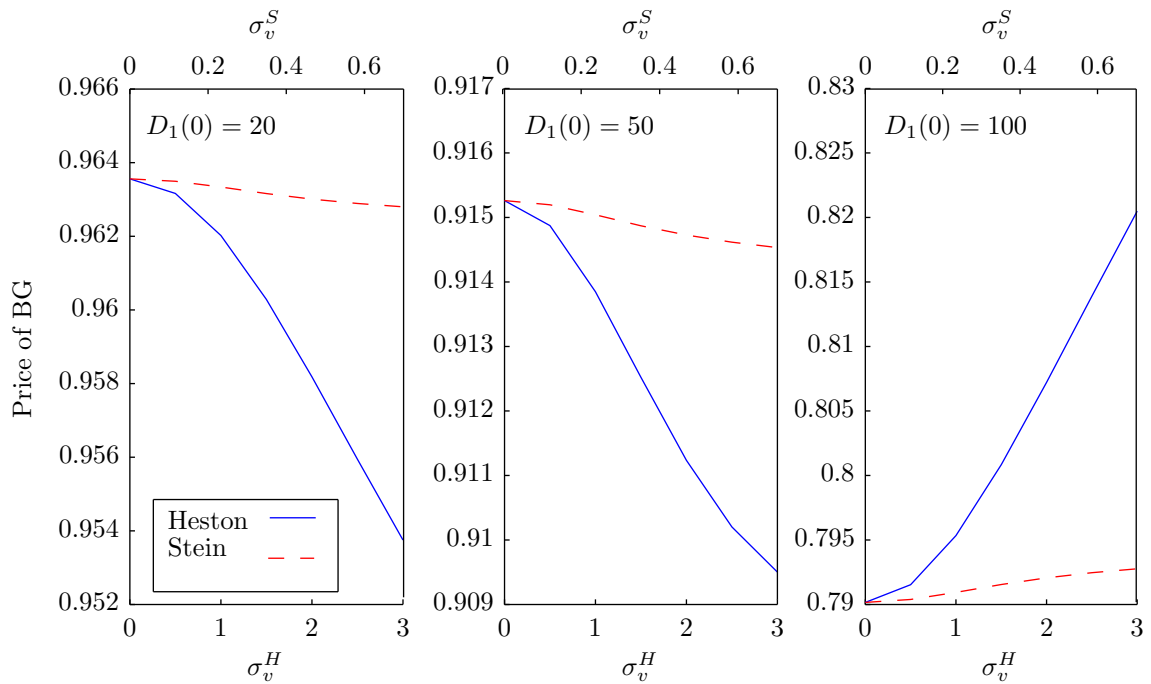 σ_v^S σ_v^S σ_v^S
0 0.2 0.4 0.6 0 0.2 0.4 0.6 0 0.2 0.4 0.6
Price of BG
D₁(0) = 20
0.966
0.964
0.962
0.96
0.958
0.956
0.954
0.952
Heston
Stein
0 1 2 3
σ_v^H
D₁(0) = 50
0.917
0.916
0.915
0.914
0.913
0.912
0.911
0.91
0.909
0 1 2 3
σ_v^H
D₁(0) = 100
0.83
0.825
0.82
0.815
0.81
0.805
0.8
0.795
0.79
0 1 2 3
σ_v^H